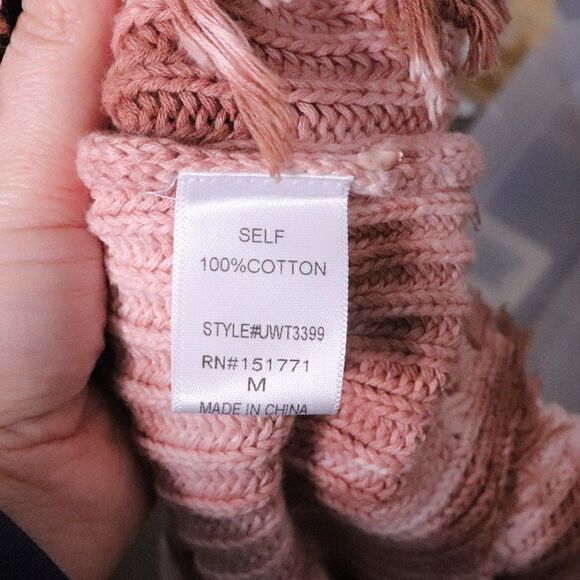 SELF
100%COTTON
STYLE#UWT3399
RN#151771
M
MADE IN CHINA